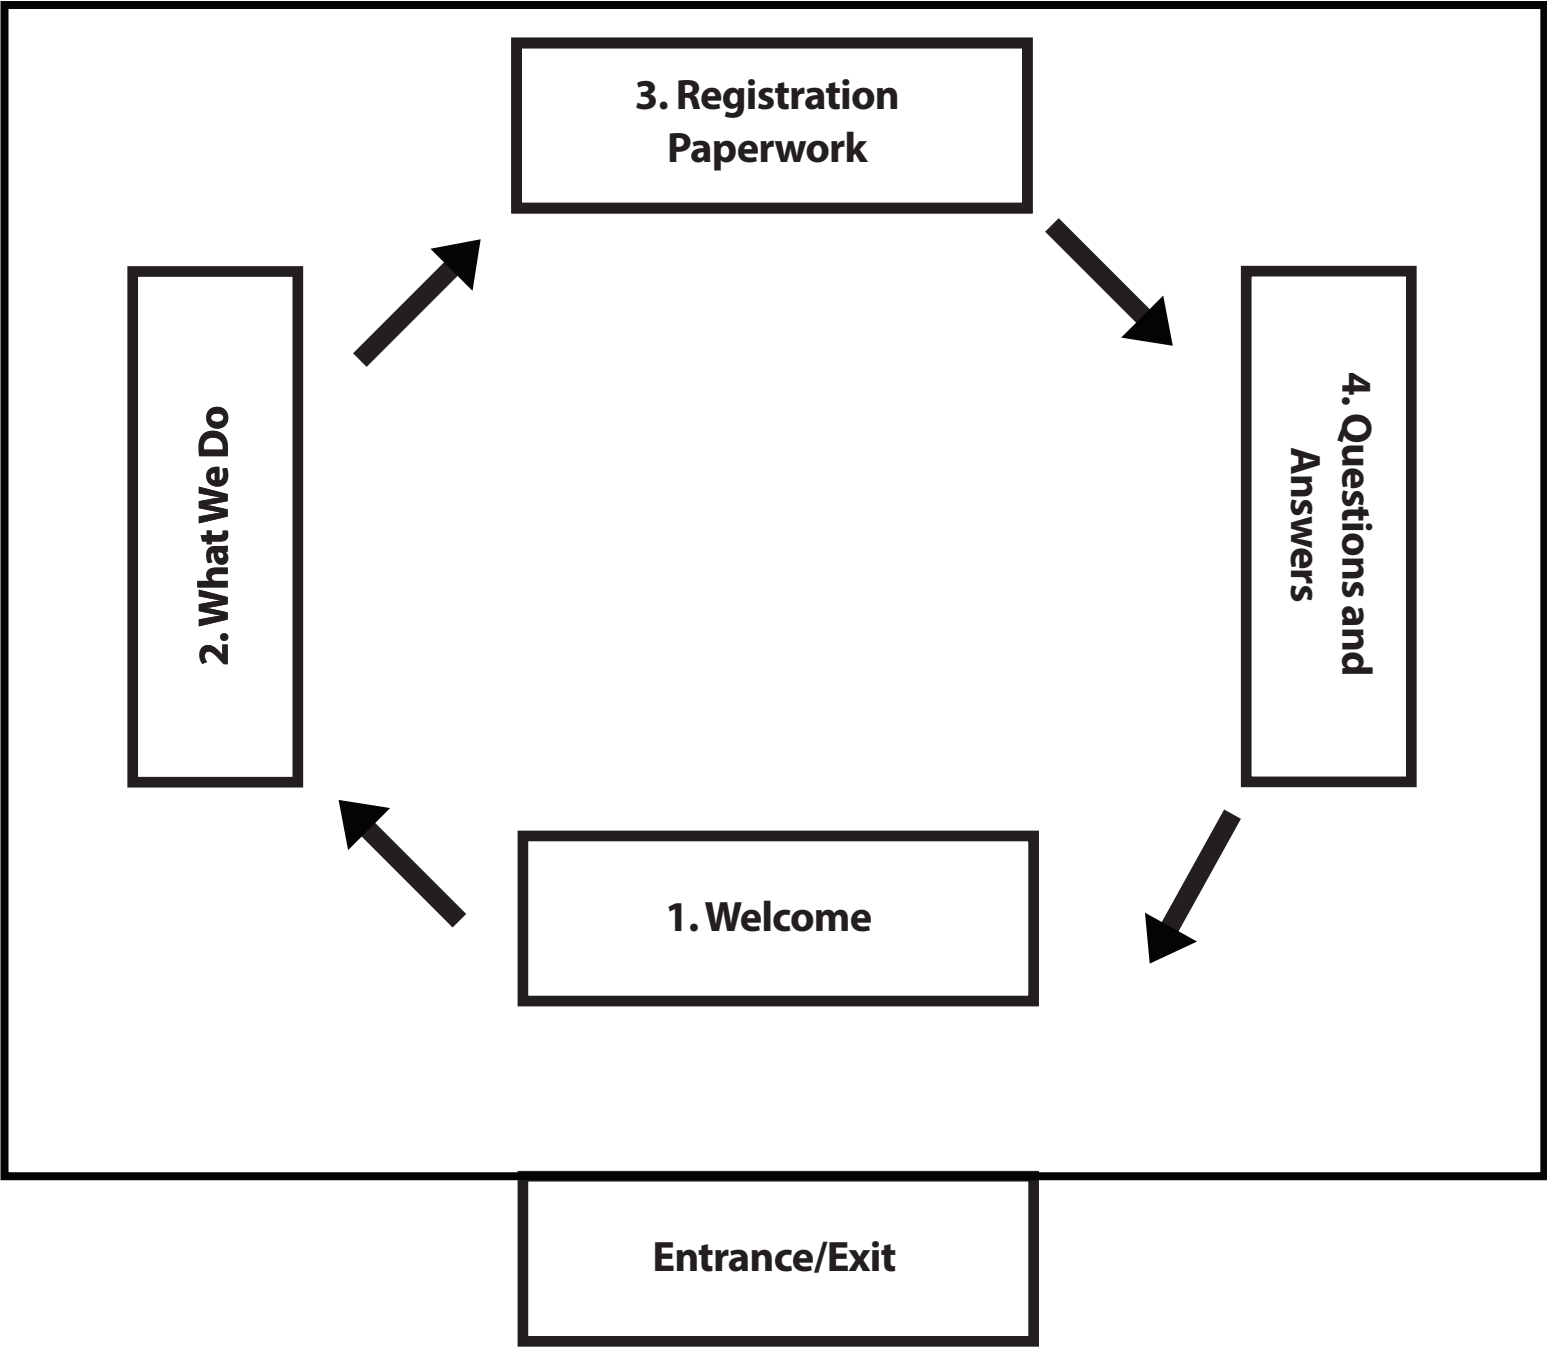 3. Registration
Paperwork
2. What We Do
4. Questions and
Answers
1. Welcome
Entrance/Exit